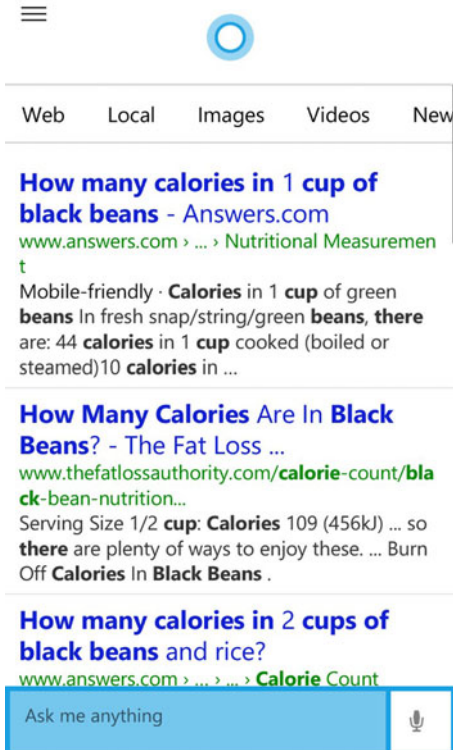 Web Local Images Videos New
How many calories in 1 cup of
black beans - Answers.com
www.answers.com › ... › Nutritional Measuremen
t
Mobile-friendly · Calories in 1 cup of green
beans In fresh snap/string/green beans, there
are: 44 calories in 1 cup cooked (boiled or
steamed)10 calories in ...
How Many Calories Are In Black
Beans? - The Fat Loss ...
www.thefatlossauthority.com/calorie-count/bla
ck-bean-nutrition...
Serving Size 1/2 cup: Calories 109 (456kJ) ... so
there are plenty of ways to enjoy these. ... Burn
Off Calories In Black Beans .
How many calories in 2 cups of
black beans and rice?
www.answers.com › ... › ... › Calorie Count
Ask me anything